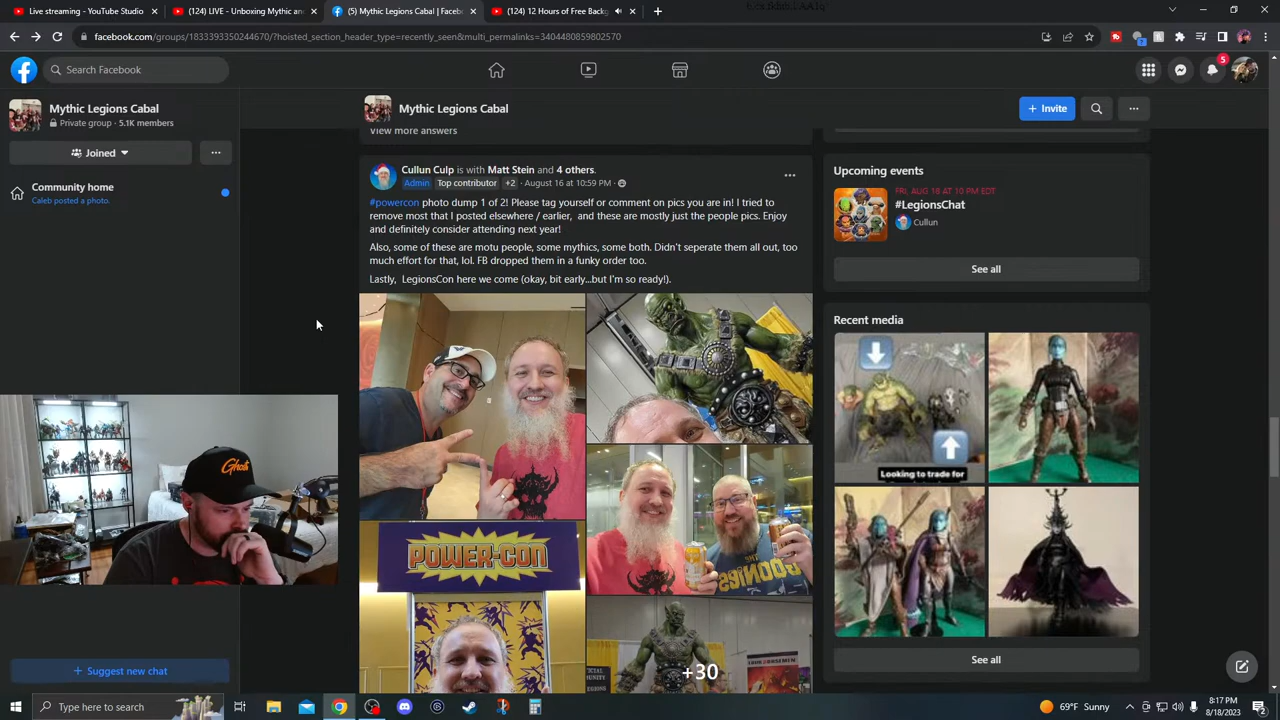 Live streaming - YouTube Studio
(124) LIVE - Unboxing Mythic and
(5) Mythic Legions Cabal | Faceb
(124) 12 Hours of Free Backg
facebook.com/groups/1833393350244670/?hoisted_section_header_type=recently_seen&multi_permalinks=3404480859802570
Search Facebook
5
Mythic Legions Cabal
Private group · 5.1K members
Joined
Community home
Caleb posted a photo.
Suggest new chat
Mythic Legions Cabal
+ Invite
View more answers
Cullun Culp is with Matt Stein and 4 others.
Admin Top contributor +2 · August 16 at 10:59 PM ·
#powercon photo dump 1 of 2! Please tag yourself or comment on pics you are in! I tried to
remove most that I posted elsewhere / earlier, and these are mostly just the people pics. Enjoy
and definitely consider attending next year!
Also, some of these are motu people, some mythics, some both. Didn't seperate them all out, too
much effort for that, lol. FB dropped them in a funky order too.
Lastly, LegionsCon here we come (okay, bit early...but I'm so ready!).
POWER-CON
GOONIES
+30
FOUR HORSEMEN
Ghost
Upcoming events
FRI, AUG 18 AT 10 PM EDT
#LegionsChat
Cullun
See all
Recent media
Looking to trade for
See all
Type here to search
69°F Sunny
8:17 PM
8/18/2023
2